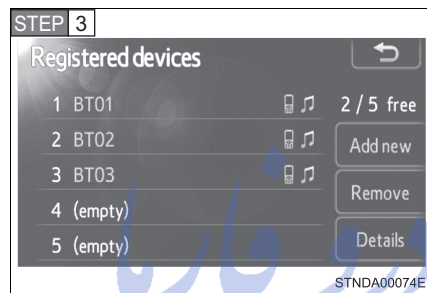 STEP 3
Registered devices
1 BT01
2 / 5 free
2 BT02
Add new
3 BT03
Remove
4 (empty)
5 (empty)
Details
STNDA00074E